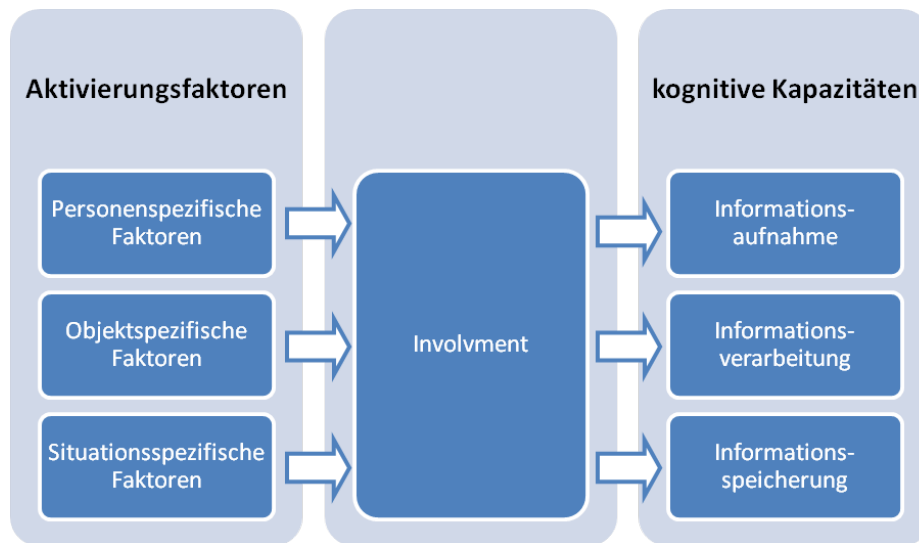 Aktivierungsfaktoren
Personenspezifische
Faktoren
Objektspezifische
Faktoren
Situationsspezifische
Faktoren
Involvment
kognitive Kapazitäten
Informations-
aufnahme
Informations-
verarbeitung
Informations-
speicherung